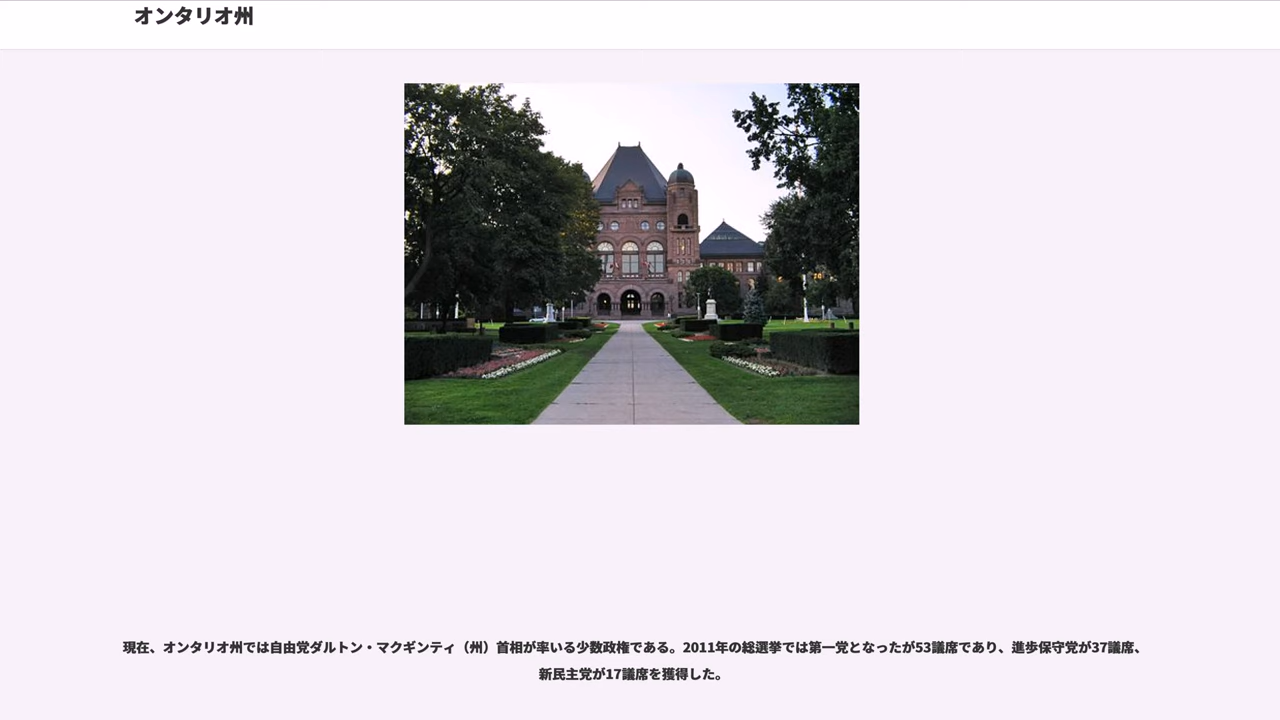 オンタリオ州
現在、オンタリオ州では自由党ダルトン・マクギンティ（州）首相が率いる少数政権である。2011年の総選挙では第一党となったが53議席であり、進歩保守党が37議席、
新民主党が17議席を獲得した。